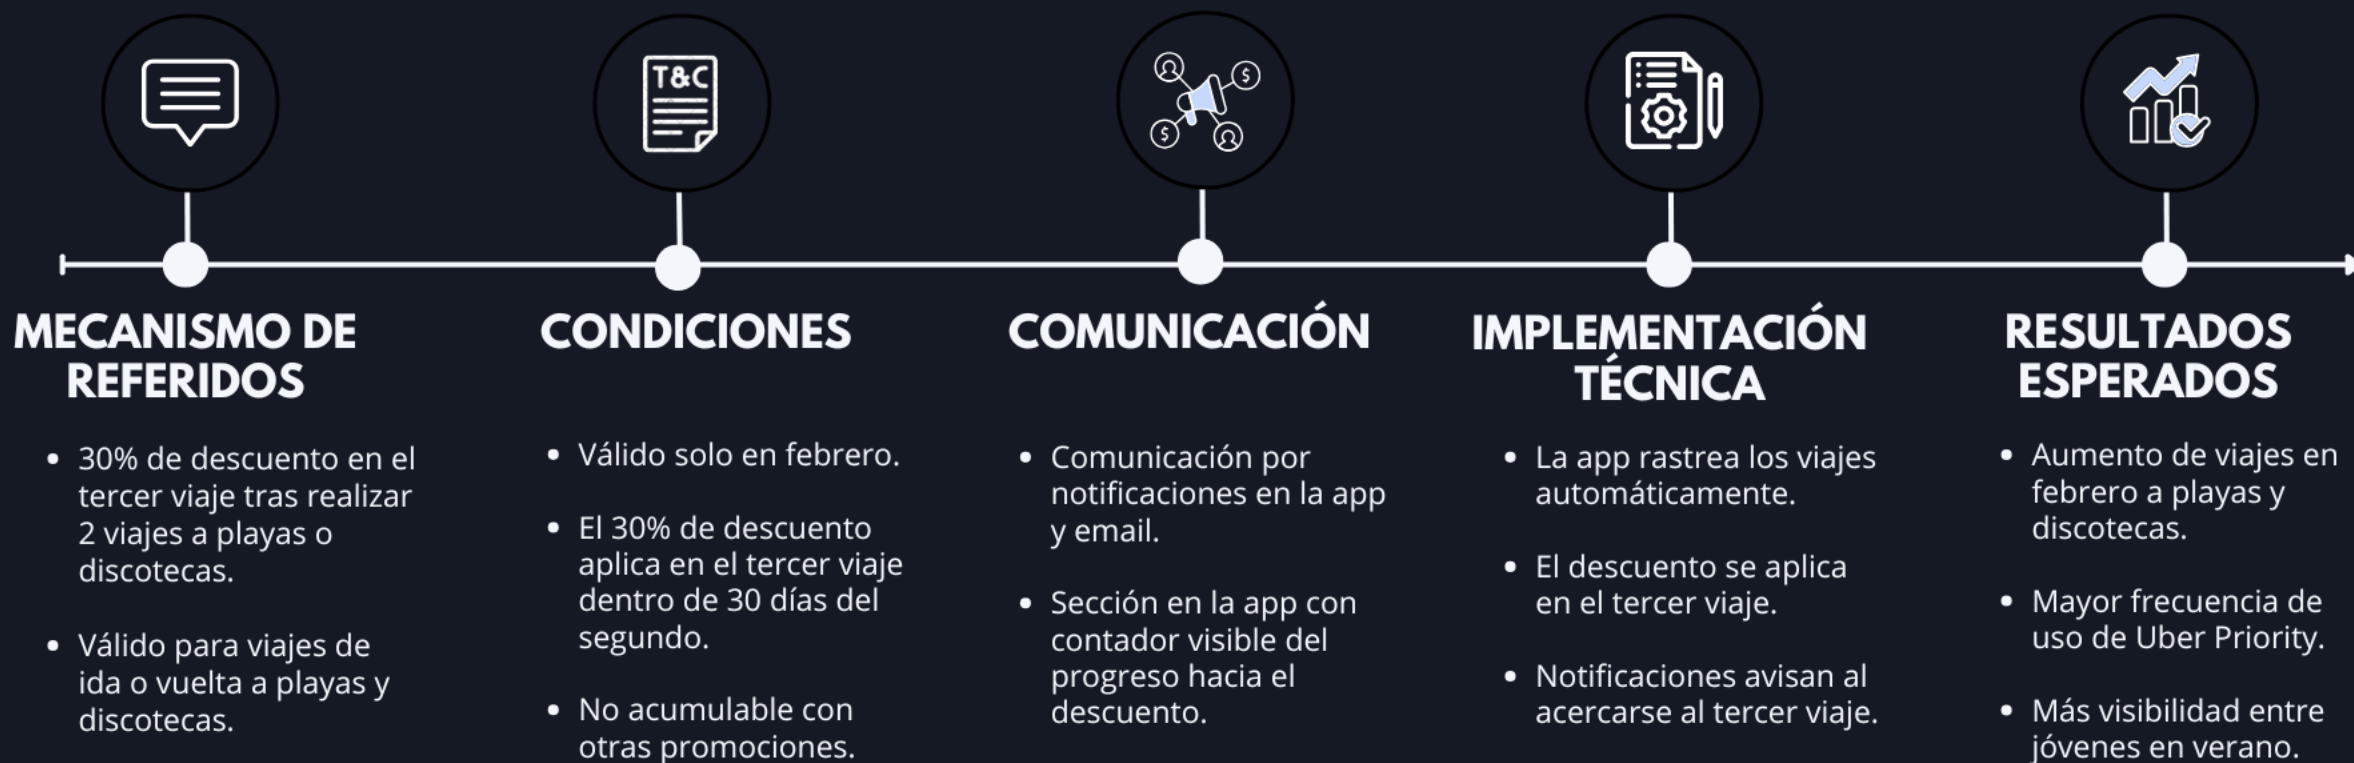 T&C
$
$
MECANISMO DE
REFERIDOS
• 30% de descuento en el
tercer viaje tras realizar
2 viajes a playas o
discotecas.
• Válido para viajes de
ida o vuelta a playas y
discotecas.
CONDICIONES
• Válido solo en febrero.
• El 30% de descuento
aplica en el tercer viaje
dentro de 30 días del
segundo.
• No acumulable con
otras promociones.
COMUNICACIÓN
• Comunicación por
notificaciones en la app
y email.
• Sección en la app con
contador visible del
progreso hacia el
descuento.
IMPLEMENTACIÓN
TÉCNICA
• La app rastrea los viajes
automáticamente.
• El descuento se aplica
en el tercer viaje.
• Notificaciones avisan al
acercarse al tercer viaje.
RESULTADOS
ESPERADOS
• Aumento de viajes en
febrero a playas y
discotecas.
• Mayor frecuencia de
uso de Uber Priority.
• Más visibilidad entre
jóvenes en verano.